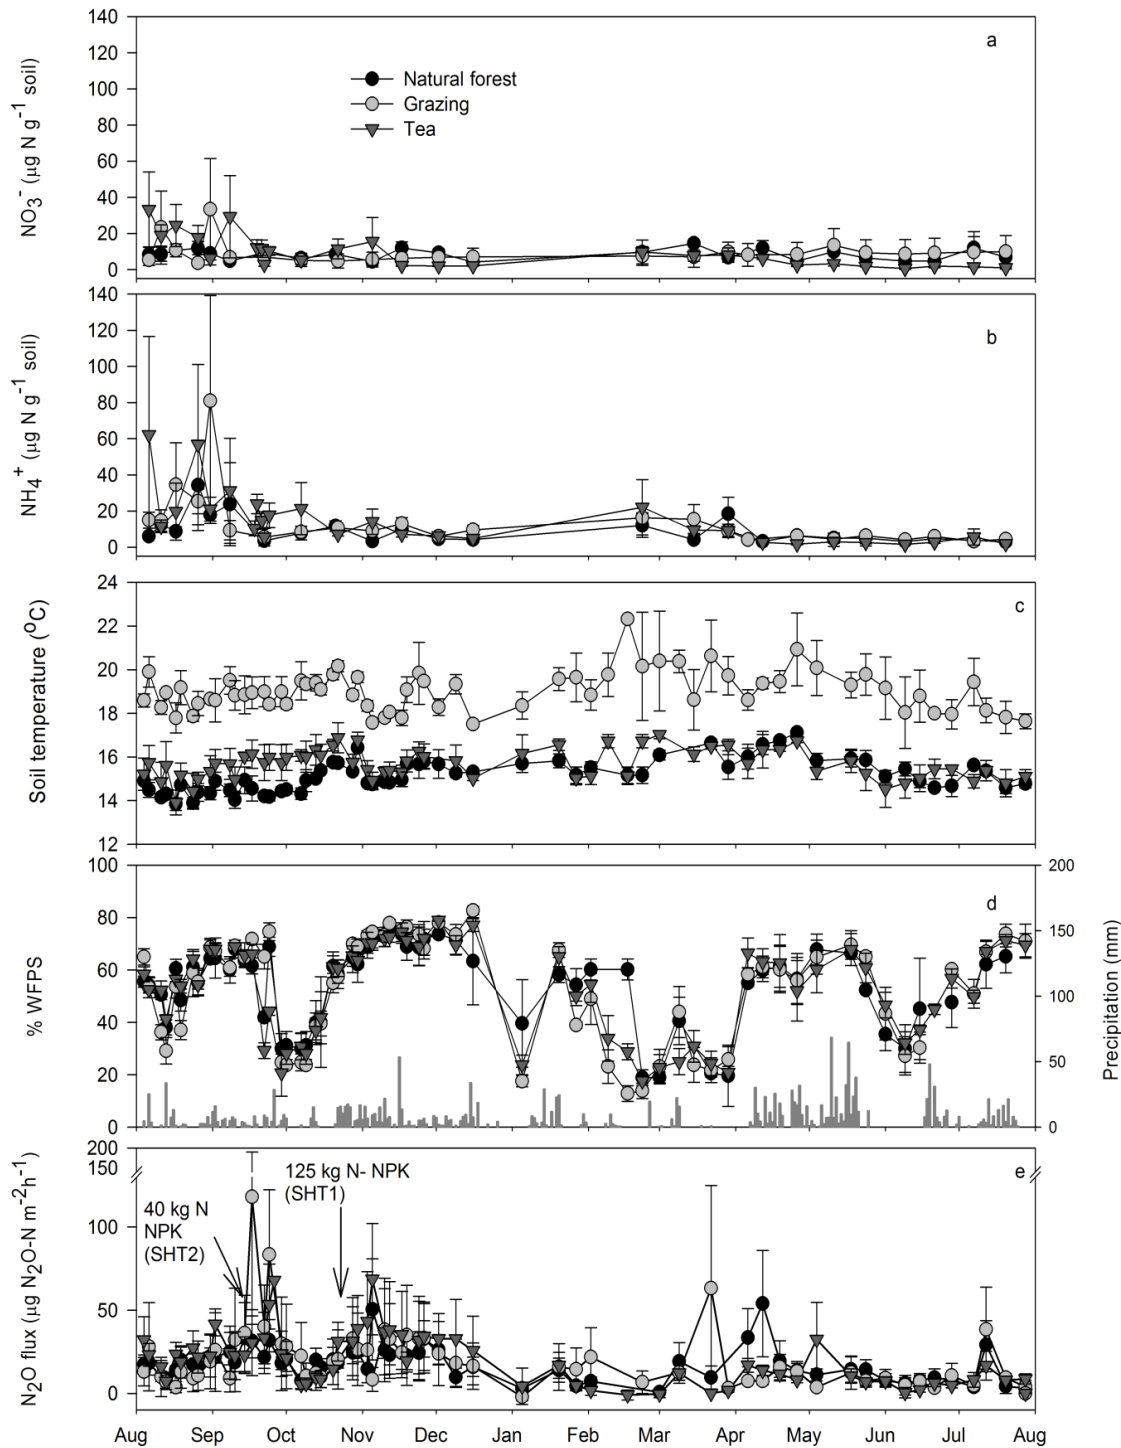 140
120
100
80
60
40
20
0
NO₃⁻ (µg N g⁻¹ soil)
a
Natural forest
Grazing
Tea
140
120
100
80
60
40
20
0
NH₄⁺ (µg N g⁻¹ soil)
b
24
22
20
18
16
14
12
Soil temperature (⁰C)
c
100
80
60
40
20
0
% WFPS
d
200
150
100
50
0
Precipitation (mm)
200
150
100
50
0
N₂O flux (µg N₂O-N m⁻²h⁻¹)
e
125 kg N- NPK
(SHT1)
40 kg N
NPK
(SHT2)
Aug Sep Oct Nov Dec Jan Feb Mar Apr May Jun Jul Aug